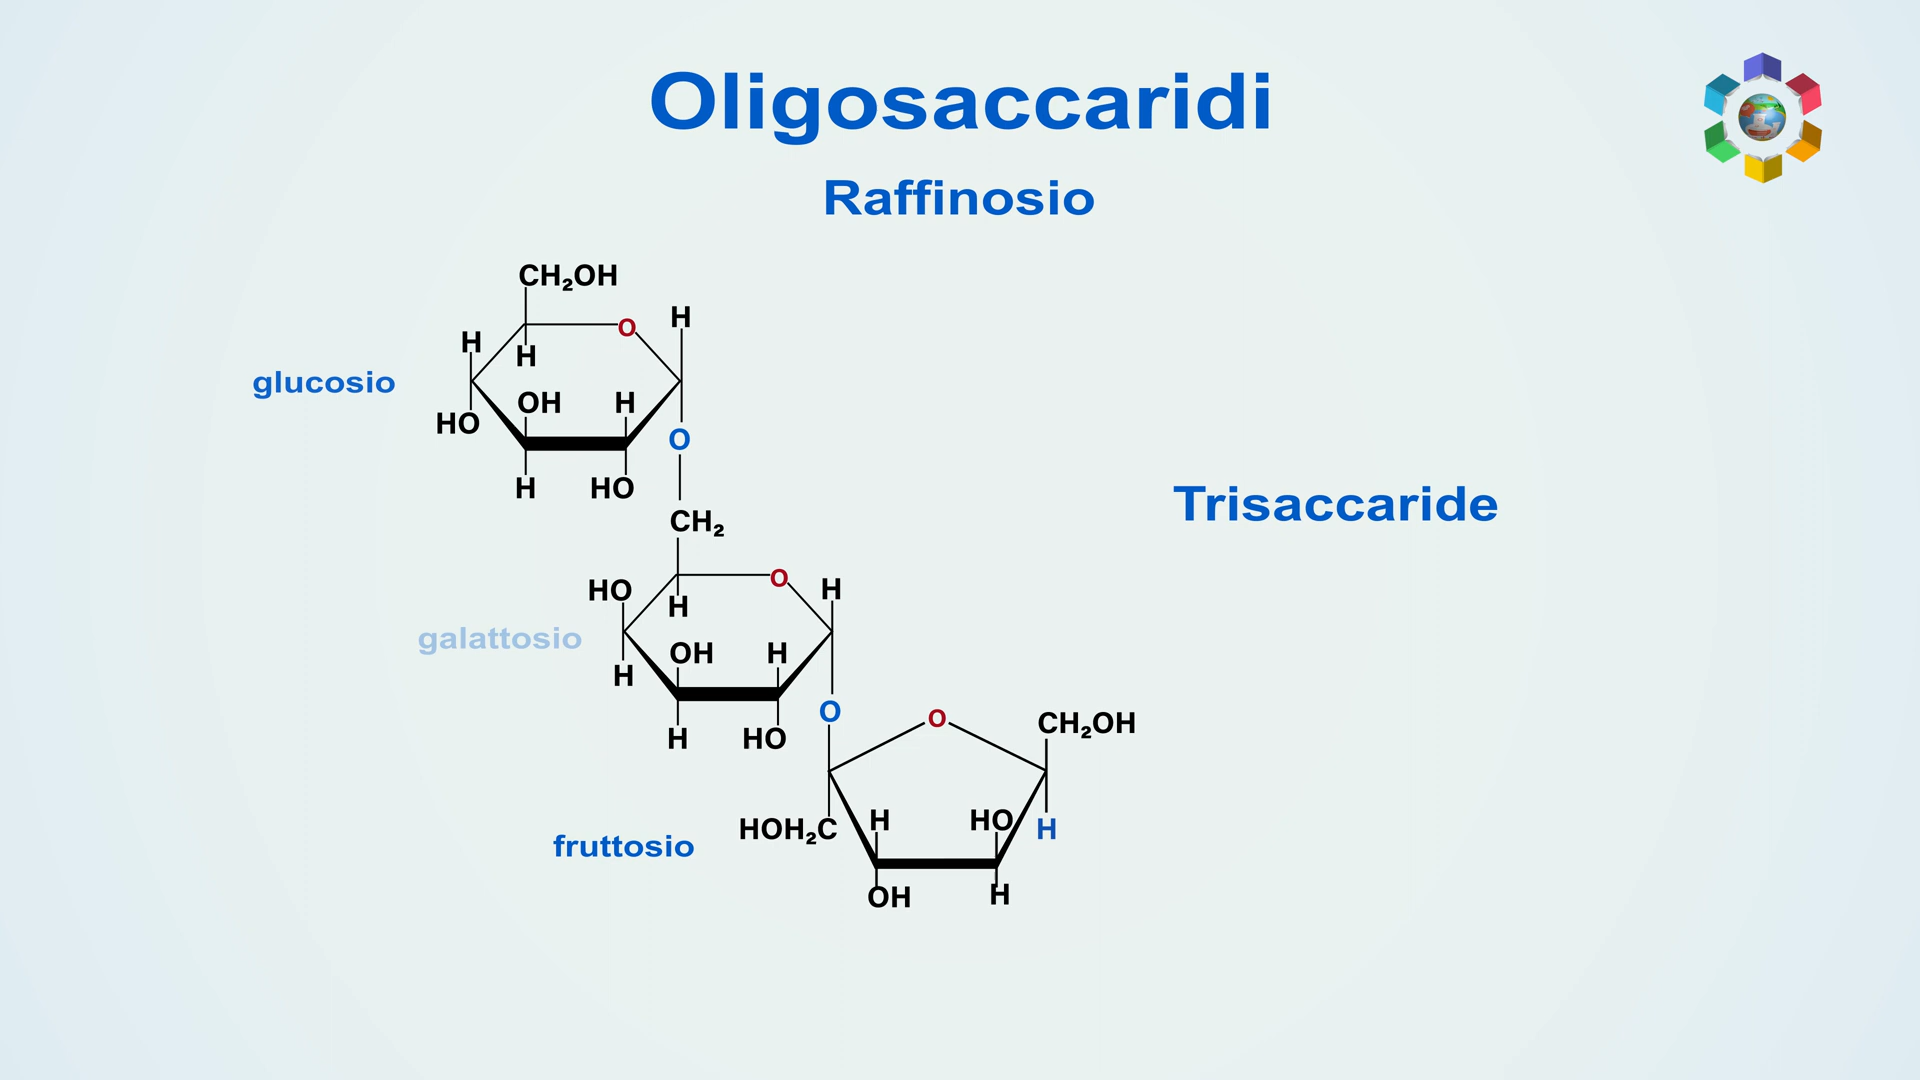 Oligosaccaridi
Raffinosio
CH₂OH
H
O
H
H
glucosio
OH
H
HO
O
H
HO
Trisaccaride
CH₂
O
HO
H
H
galattosio
OH
H
H
O
H
HO
O
CH₂OH
HOH₂C
H
HO
H
fruttosio
OH
H